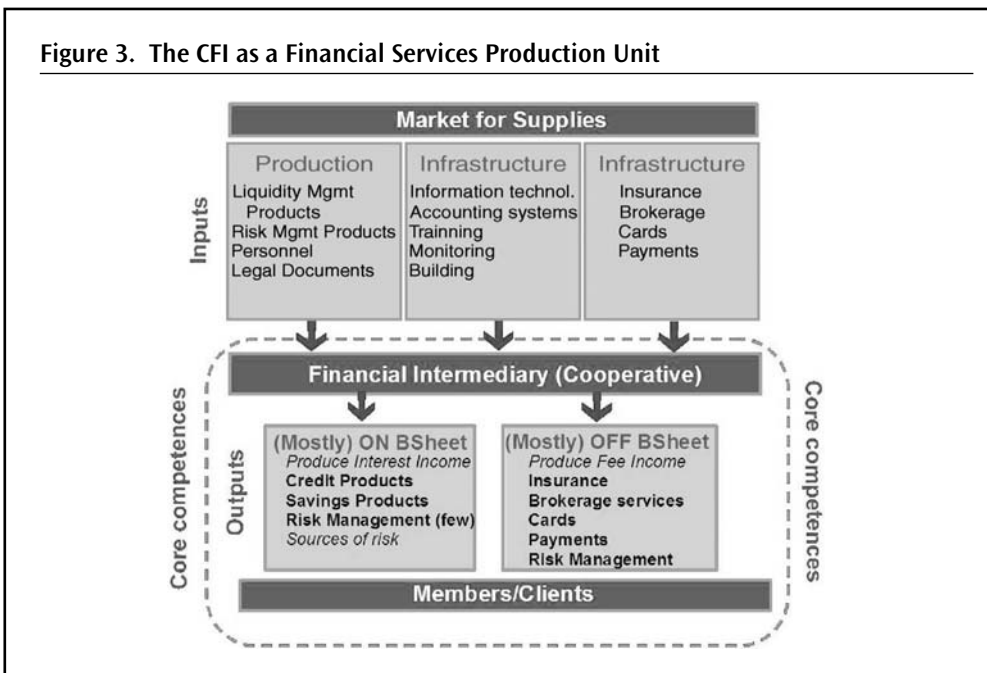 Figure 3. The CFI as a Financial Services Production Unit
Market for Supplies
Inputs
Production
Liquidity Mgmt
Products
Risk Mgmt Products
Personnel
Legal Documents
Infrastructure
Information technol.
Accounting systems
Trainning
Monitoring
Building
Infrastructure
Insurance
Brokerage
Cards
Payments
Core competences
Financial Intermediary (Cooperative)
Core competences
Outputs
(Mostly) ON BSheet
Produce Interest Income
Credit Products
Savings Products
Risk Management (few)
Sources of risk
(Mostly) OFF BSheet
Produce Fee Income
Insurance
Brokerage services
Cards
Payments
Risk Management
Members/Clients